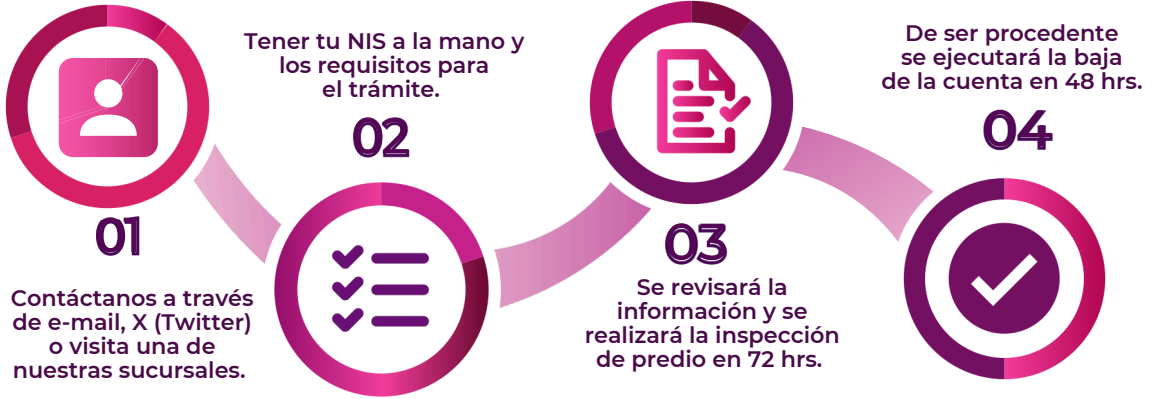 01
Contáctanos a través
de e-mail, X (Twitter)
o visita una de
nuestras sucursales.
Tener tu NIS a la mano y
los requisitos para
el trámite.
02
03
Se revisará la
información y se
realizará la inspección
de predio en 72 hrs.
De ser procedente
se ejecutará la baja
de la cuenta en 48 hrs.
04